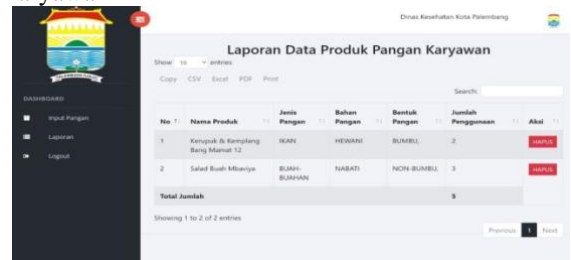 Dinas Kesehatan Kota Palembang
Laporan Data Produk Pangan Karyawan
Show 10 entries
Copy CSV Excel PDF Print
Search:
DASHBOARD
Input Pangan
Laporan
Logout
No Nama Produk Jenis Pangan Bahan Pangan Bentuk Pangan Jumlah Penggunaan Aksi
1 Kerupuk & Kemplang Bang Mamat 12 IKAN HEWANI BUMBU. 2 HAPUS
2 Salad Buah Mbaviya BUAH-BUAHAN NABATI NON-BUMBU. 3 HAPUS
Total Jumlah 5
Showing 1 to 2 of 2 entries
Previous 1 Next